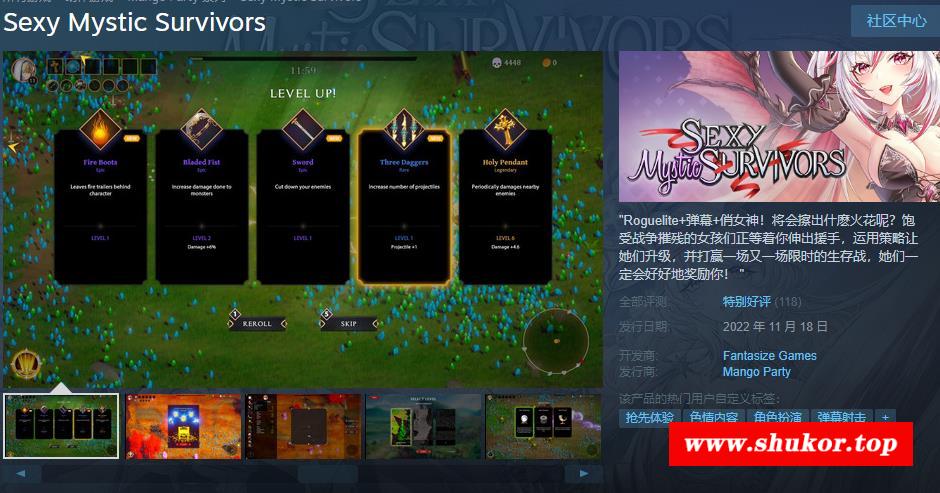 Sexy Mystic Survivors
社区中心
11:59
4448
0
LEVEL UP!
NEW
Fire Boots
Epic
Leaves fire trailers behind
character
LEVEL 1
Bladed Fist
Epic
Increase damage done to
monsters
LEVEL 2
Damage +6%
NEW
Sword
Epic
Cut down your enemies
LEVEL 1
NEW
Three Daggers
Rare
Increase number of projectiles
LEVEL 1
Projectile +1
Holy Pendant
Legendary
Periodically damages nearby
enemies
LEVEL 6
Damage +4.6
1
REROLL
5
SKIP
SEXY
Mystic SURVIVORS
"Roguelite+弹幕+俏女神！将会擦出什麽火花呢？饱
受战争摧残的女孩们正等着你伸出援手，运用策略让
她们升级，并打赢一场又一场限时的生存战，她们一
定会好好地奖励你！"
全部评测:
特别好评 (118)
发行日期:
2022 年 11 月 18 日
开发商:
Fantasize Games
发行商:
Mango Party
该产品的热门用户自定义标签:
抢先体验
色情内容
角色扮演
弹幕射击
+
www.shukor.top